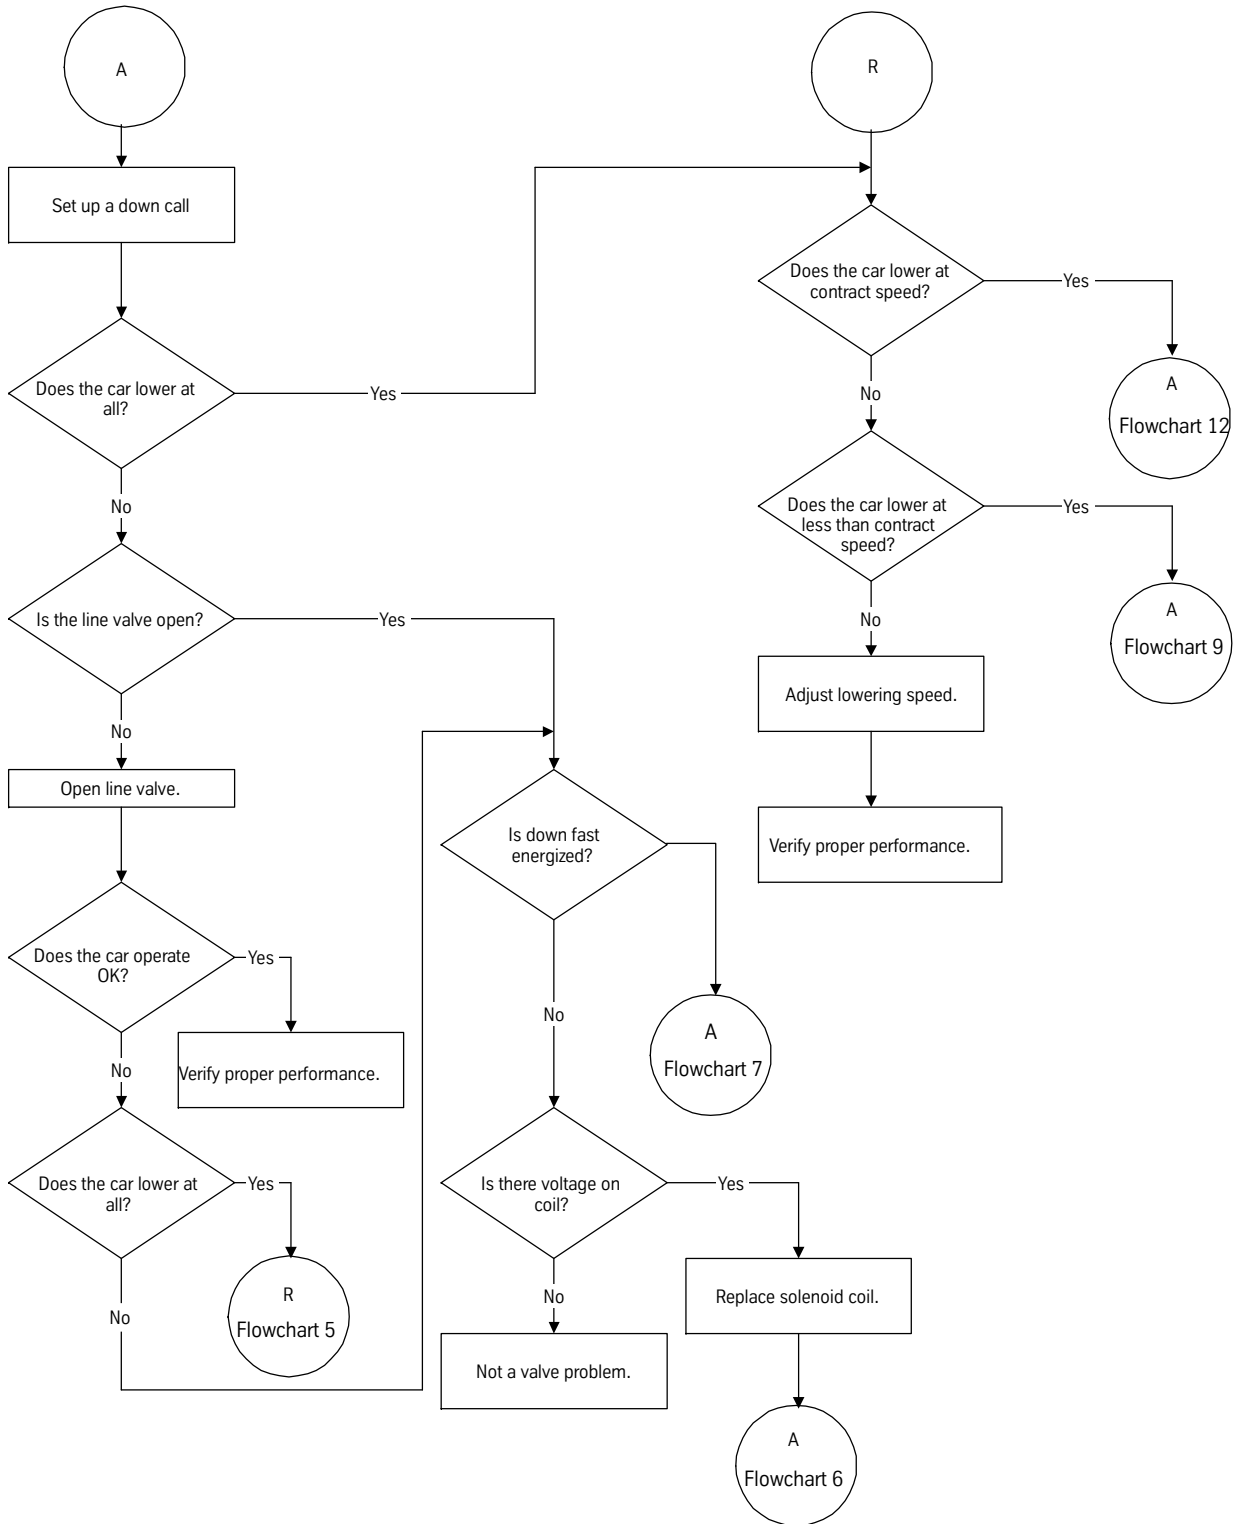 A
Set up a down call
Does the car lower at
all?
Yes
No
Is the line valve open?
Yes
No
Open line valve.
Does the car operate
OK?
Yes
Verify proper performance.
No
Does the car lower at
all?
Yes
R
Flowchart 5
No
Is down fast
energized?
A
Flowchart 7
No
Is there voltage on
coil?
Yes
Replace solenoid coil.
A
Flowchart 6
No
Not a valve problem.
R
Does the car lower at
contract speed?
Yes
A
Flowchart 12
No
Does the car lower at
less than contract
speed?
Yes
A
Flowchart 9
No
Adjust lowering speed.
Verify proper performance.